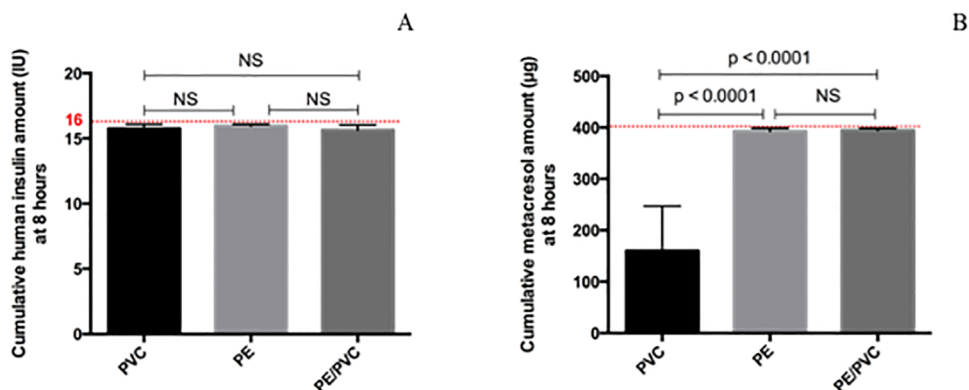 A
Cumulative human insulin amount (IU)
at 8 hours
20
16
15
10
5
0
NS
NS
NS
PVC
PE
PE/PVC
B
Cumulative metacresol amount (µg)
at 8 hours
500
400
300
200
100
0
p < 0.0001
p < 0.0001
NS
PVC
PE
PE/PVC